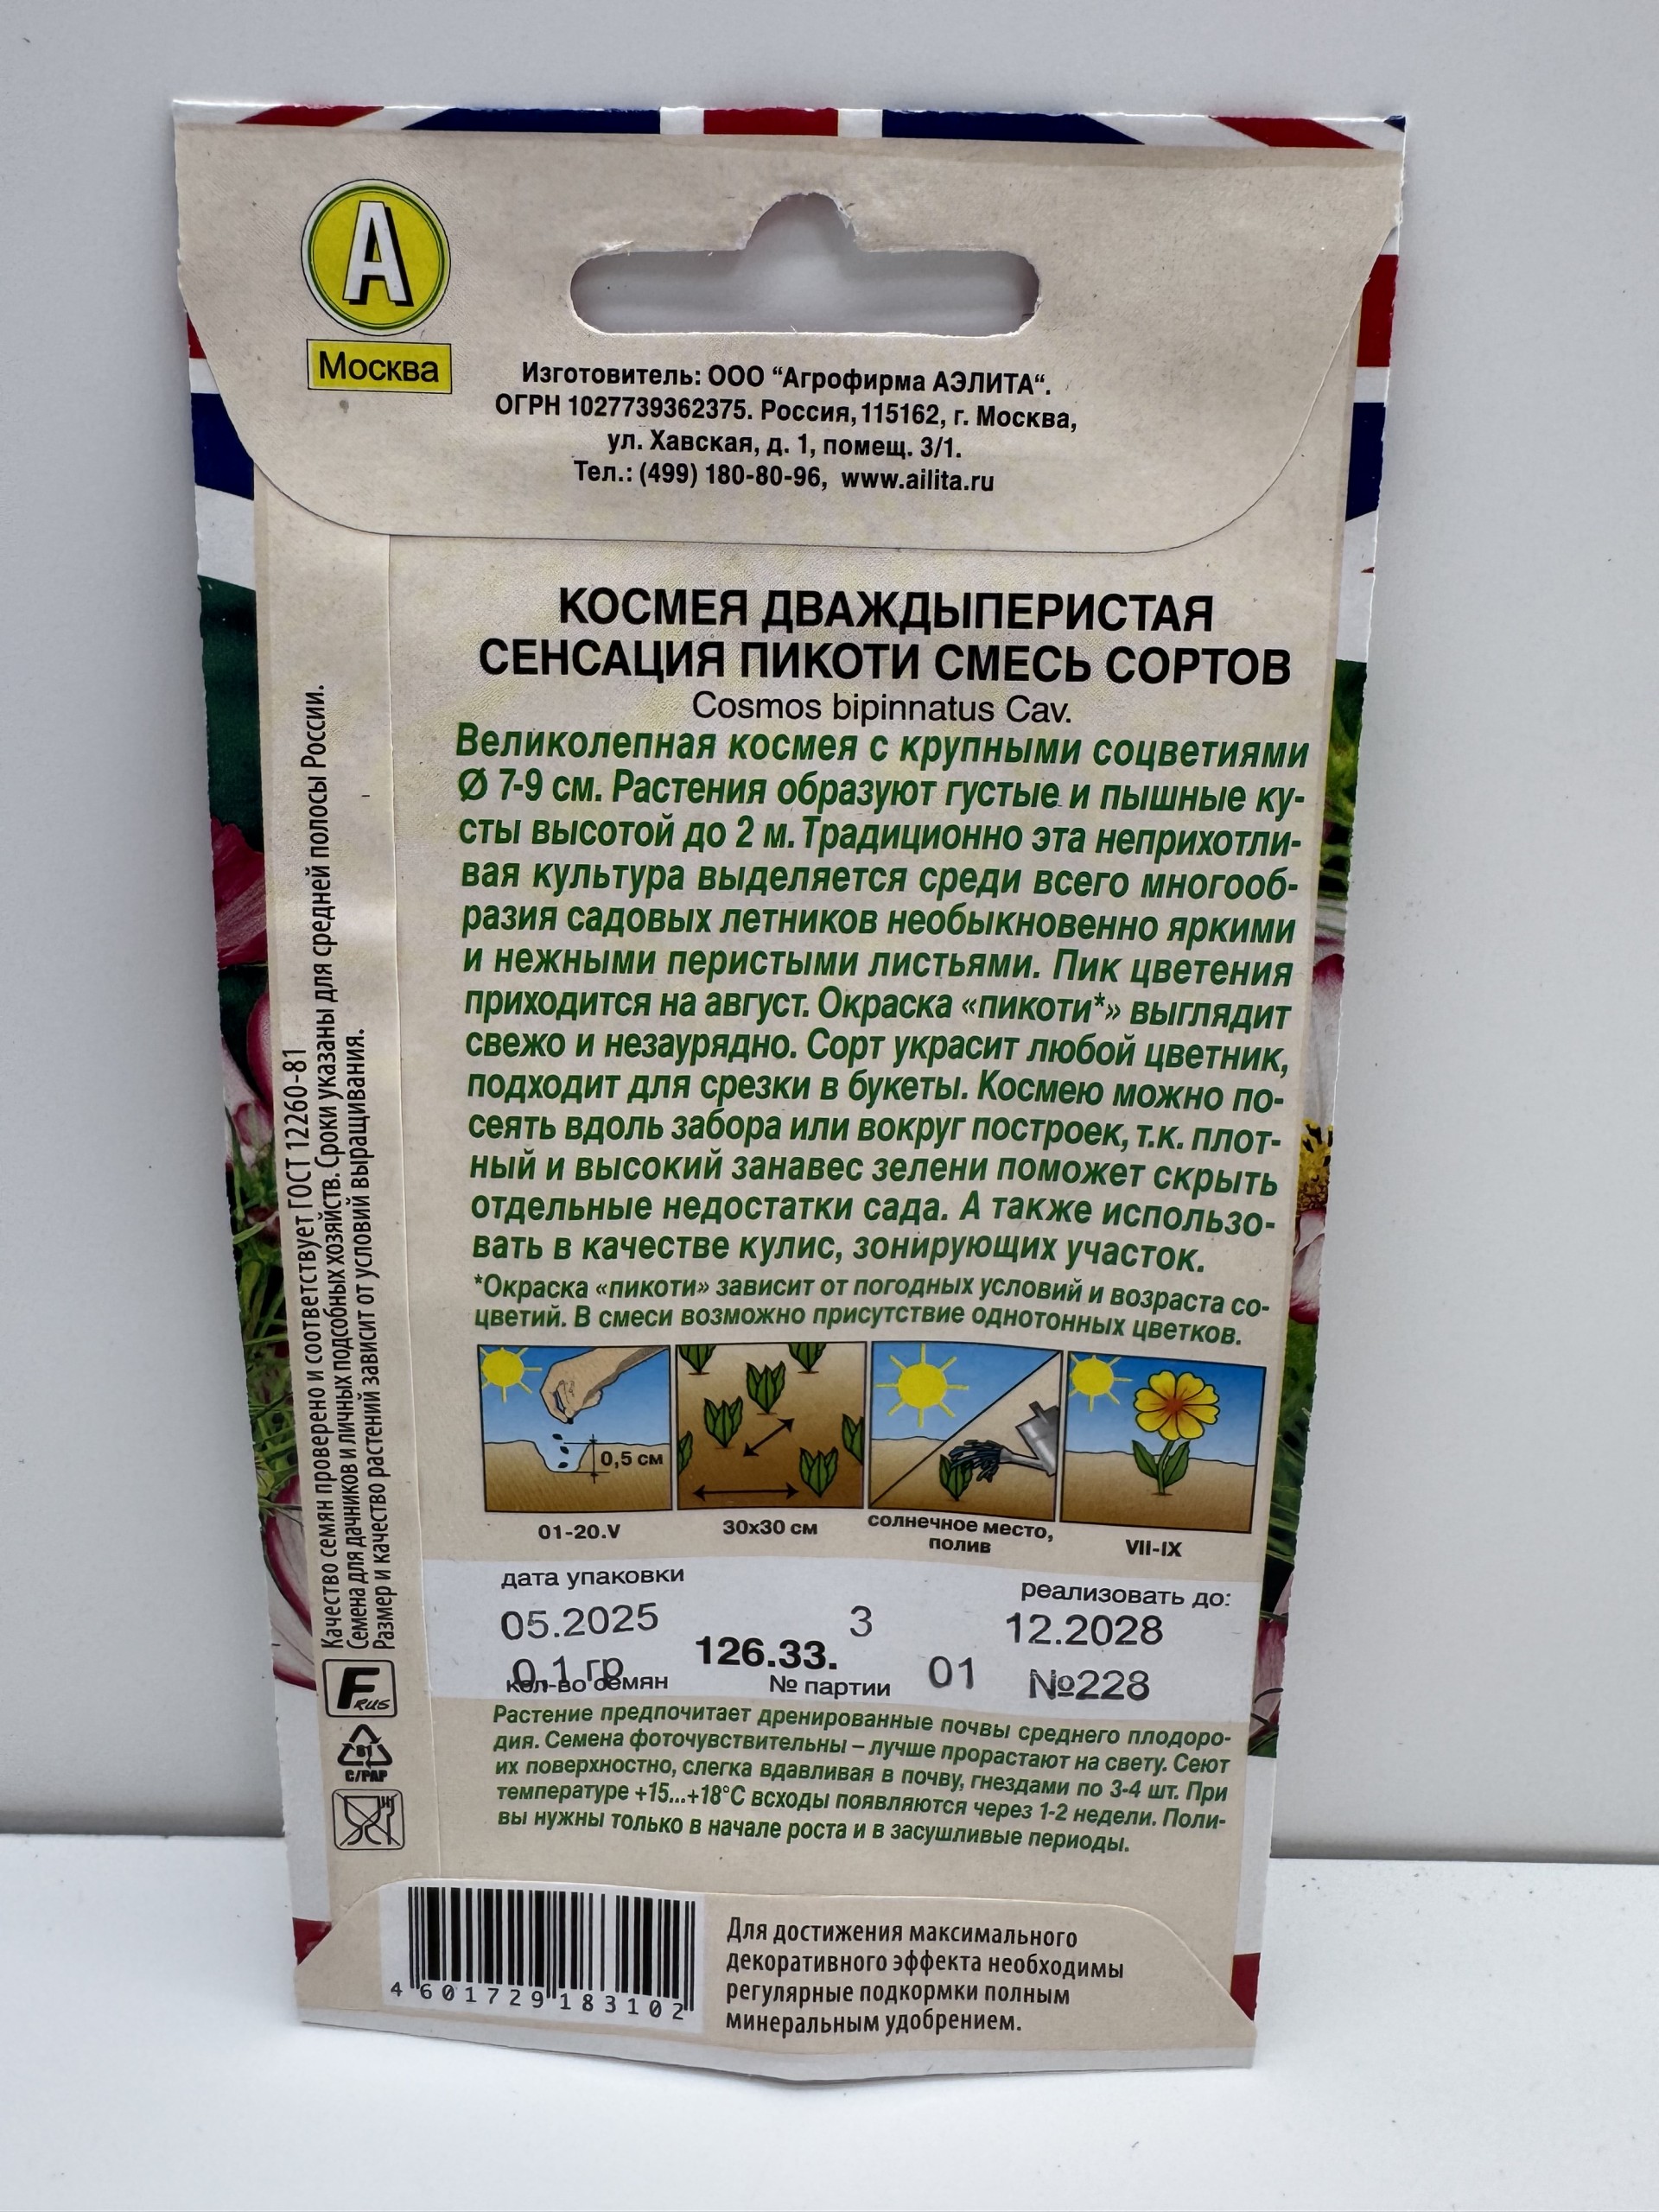 А
Москва
Изготовитель: ООО “Агрофирма АЭЛИТА“.
ОГРН 1027739362375. Россия, 115162, г. Москва,
ул. Хавская, д. 1, помещ. 3/1.
Тел.: (499) 180-80-96, www.ailita.ru
КОСМЕЯ ДВАЖДЫПЕРИСТАЯ
СЕНСАЦИЯ ПИКОТИ СМЕСЬ СОРТОВ
Cosmos bipinnatus Cav.
Великолепная космея с крупными соцветиями
Ø 7-9 см. Растения образуют густые и пышные ку-
сты высотой до 2 м. Традиционно эта неприхотли-
вая культура выделяется среди всего многооб-
разия садовых летников необыкновенно яркими
и нежными перистыми листьями. Пик цветения
приходится на август. Окраска «пикоти*» выглядит
свежо и незаурядно. Сорт украсит любой цветник,
подходит для срезки в букеты. Космею можно по-
сеять вдоль забора или вокруг построек, т.к. плот-
ный и высокий занавес зелени поможет скрыть
отдельные недостатки сада. А также использо-
вать в качестве кулис, зонирующих участок.
*Окраска «пикоти» зависит от погодных условий и возраста со-
цветий. В смеси возможно присутствие однотонных цветков.
0,5 см
01-20.V
30х30 см
солнечное место,
полив
VII-IX
дата упаковки
реализовать до:
05.2025
3
12.2028
0,1 гр
126.33.
01
№228
кол-во семян
№ партии
Растение предпочитает дренированные почвы среднего плодоро-
дия. Семена фоточувствительны – лучше прорастают на свету. Сеют
их поверхностно, слегка вдавливая в почву, гнездами по 3-4 шт. При
температуре +15...+18°С всходы появляются через 1-2 недели. Поли-
вы нужны только в начале роста и в засушливые периоды.
Качество семян проверено и соответствует ГОСТ 12260-81
Семена для дачников и личных подсобных хозяйств. Сроки указаны для средней полосы России.
Размер и качество растений зависит от условий выращивания.
F RUS
81
C/PAP
4 601729 183102
Для достижения максимального
декоративного эффекта необходимы
регулярные подкормки полным
минеральным удобрением.